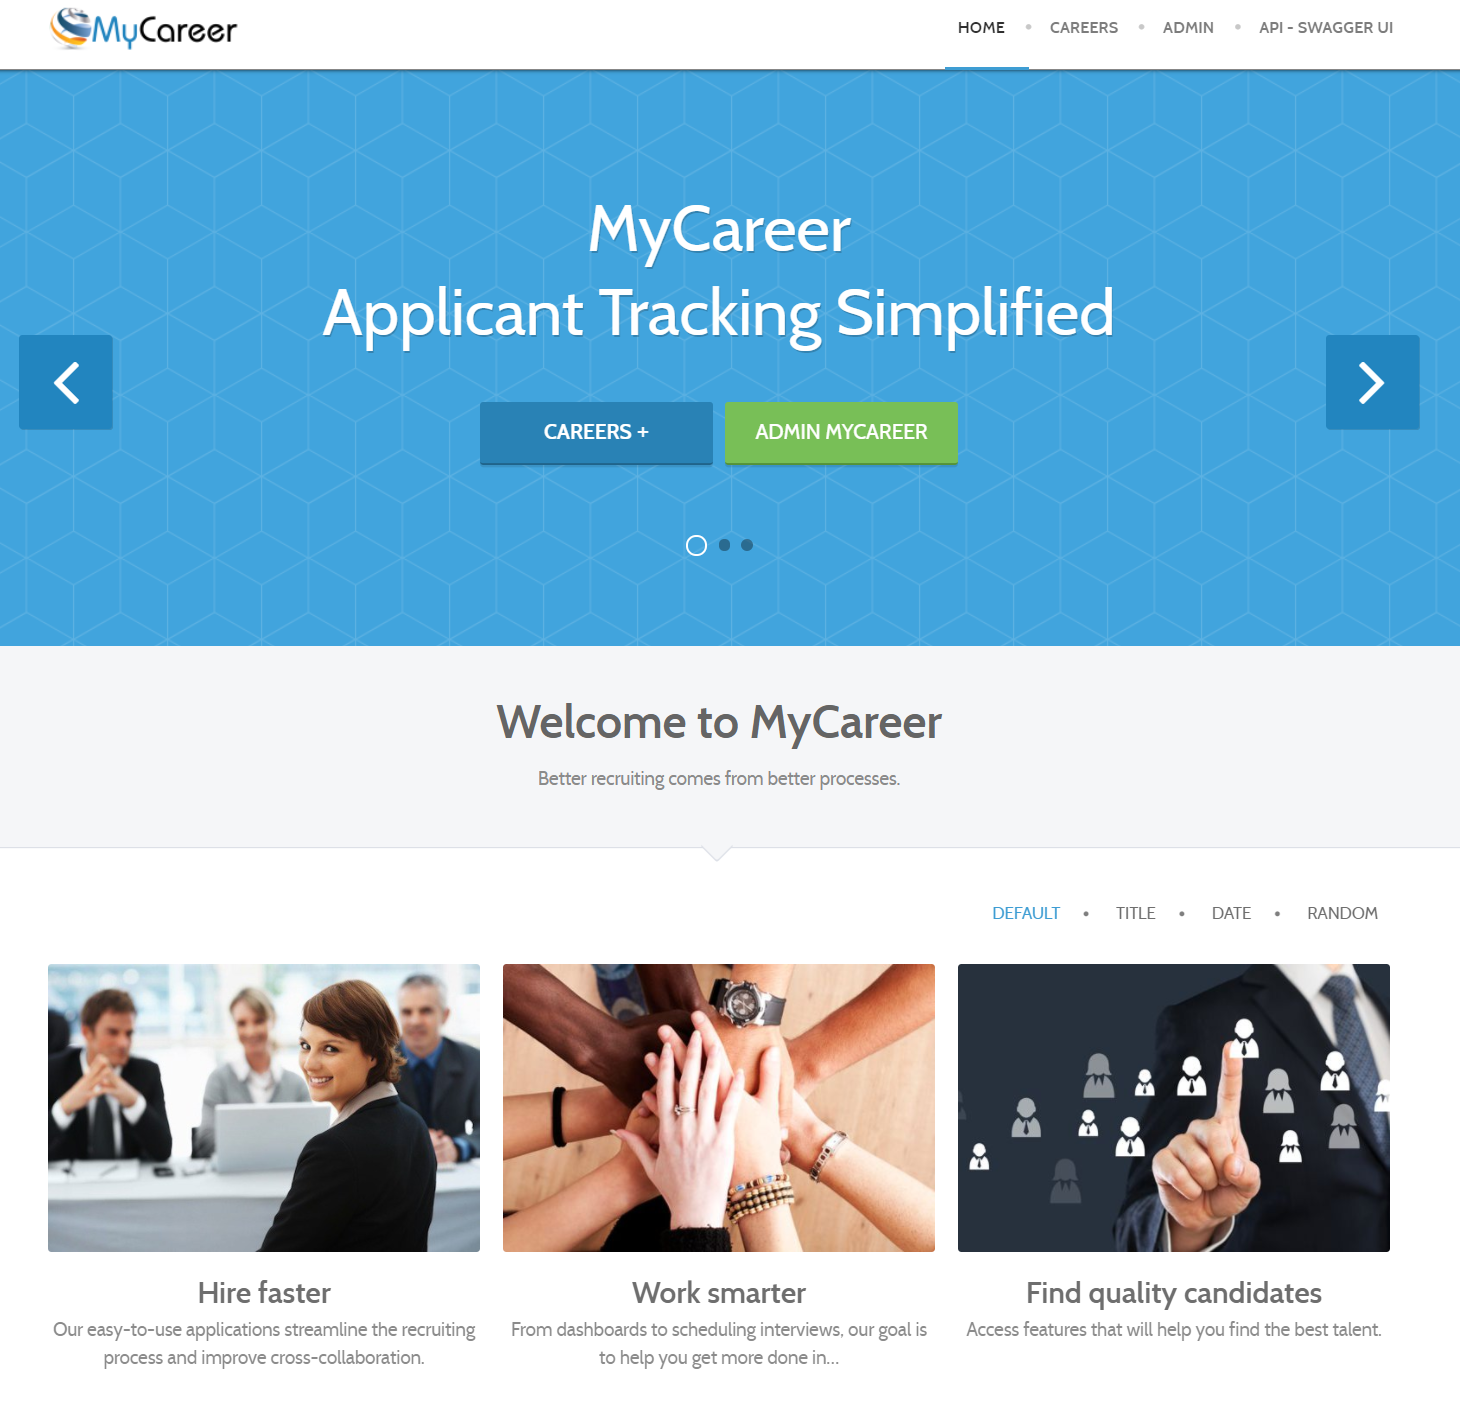 MyCareer
HOME • CAREERS • ADMIN • API - SWAGGER UI
MyCareer
Applicant Tracking Simplified
CAREERS +
ADMIN MYCAREER
Welcome to MyCareer
Better recruiting comes from better processes.
DEFAULT • TITLE • DATE • RANDOM
Hire faster
Our easy-to-use applications streamline the recruiting
process and improve cross-collaboration.
Work smarter
From dashboards to scheduling interviews, our goal is
to help you get more done in...
Find quality candidates
Access features that will help you find the best talent.